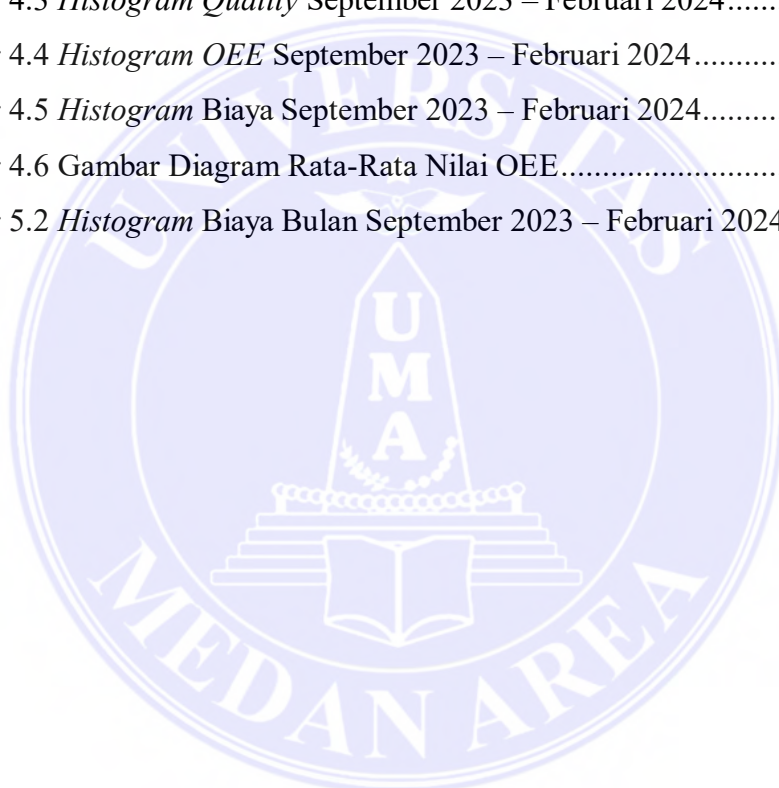 4.3 Histogram Quality September 2023 – Februari 2024......
4.4 Histogram OEE September 2023 – Februari 2024..........
4.5 Histogram Biaya September 2023 – Februari 2024.........
4.6 Gambar Diagram Rata-Rata Nilai OEE.......................
5.2 Histogram Biaya Bulan September 2023 – Februari 2024
UNIVERSITAS
U
M
A
MEDAN AREA